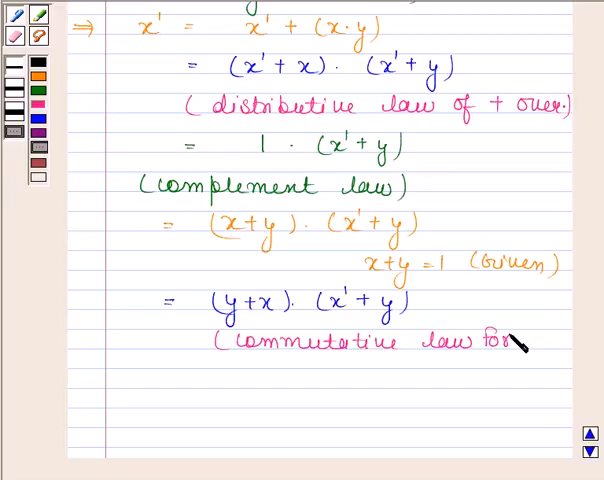 ⇒ x' = x' + (x·y)
= (x' + x) · (x' + y)
(distributive law of + over·)
= 1 · (x' + y)
(complement law)
= (x+y) · (x' + y)
x+y = 1 (Given)
= (y+x) · (x' + y)
(commutative law for